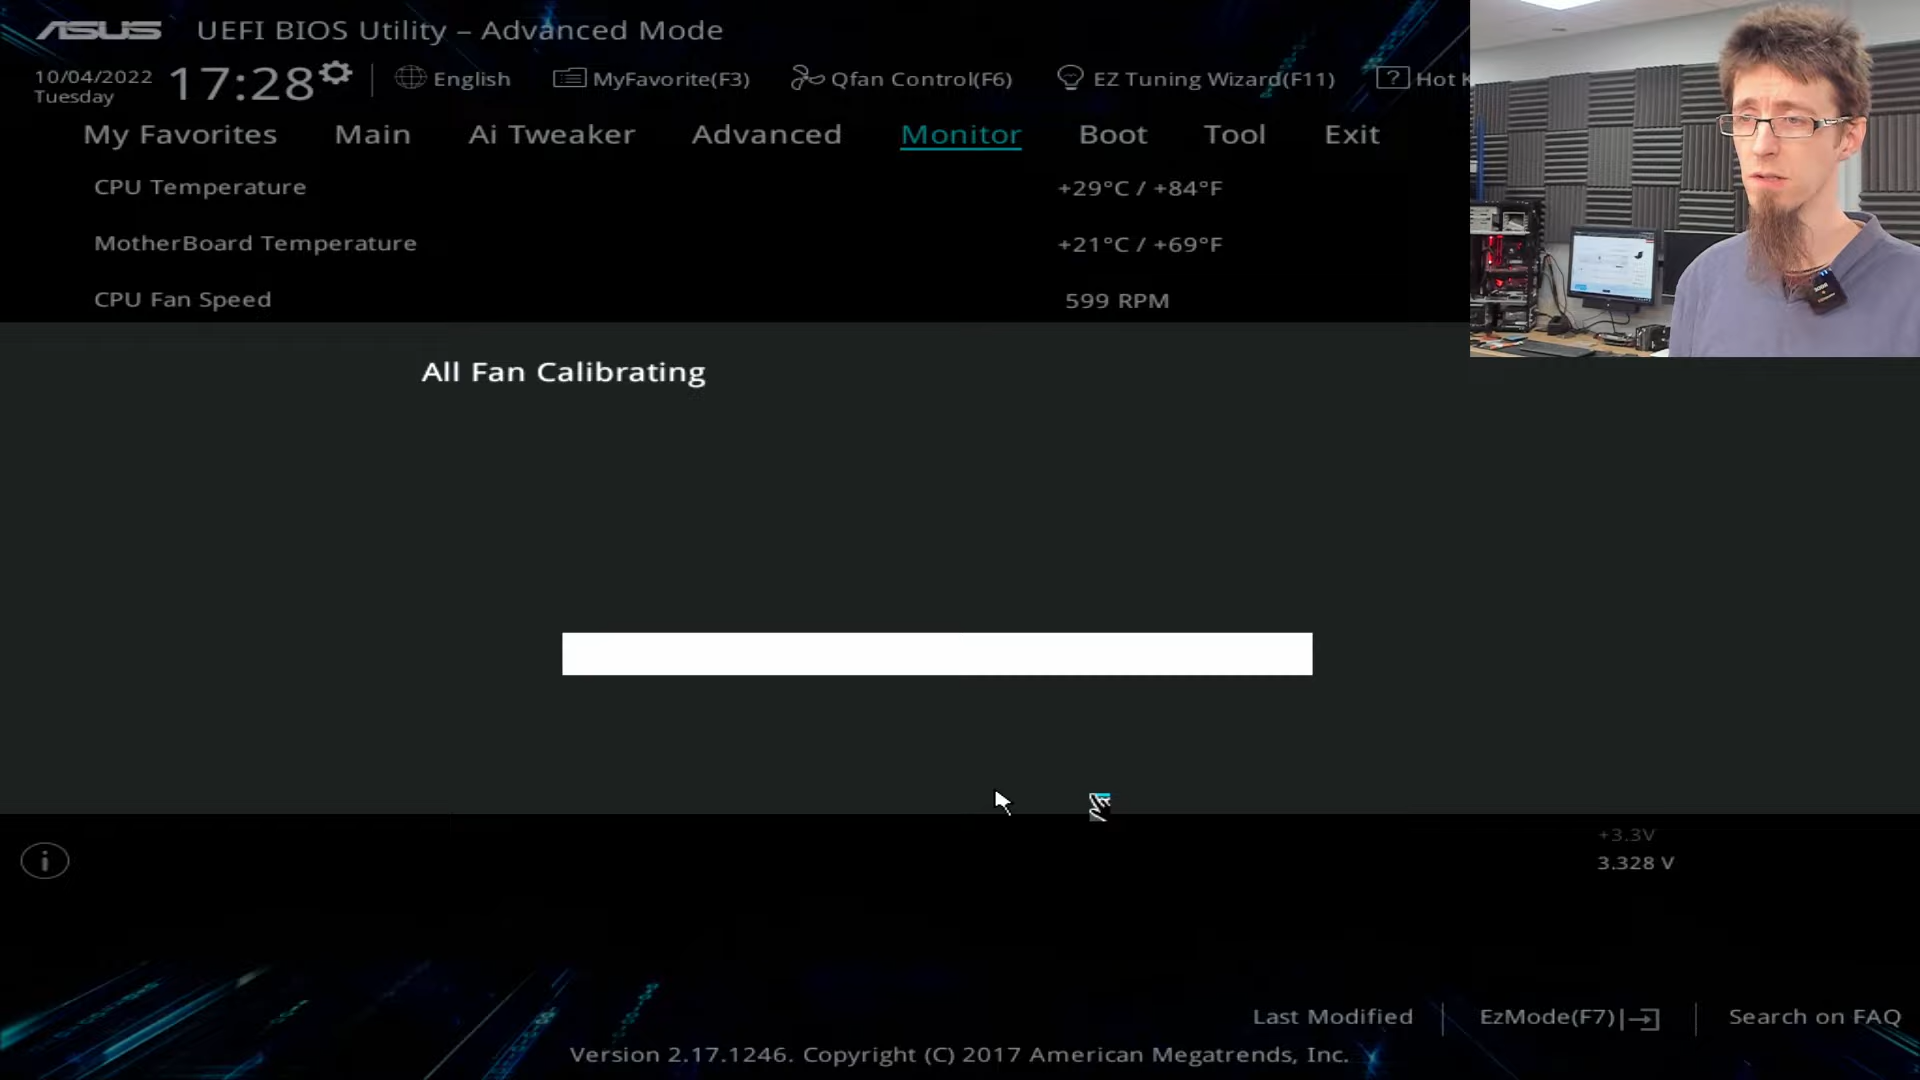 ASUS UEFI BIOS Utility – Advanced Mode
10/04/2022
Tuesday
17:28
English
MyFavorite(F3)
Qfan Control(F6)
EZ Tuning Wizard(F11)
? Hot K
My Favorites Main Ai Tweaker Advanced Monitor Boot Tool Exit
CPU Temperature +29°C / +84°F
MotherBoard Temperature +21°C / +69°F
CPU Fan Speed 599 RPM
All Fan Calibrating
+3.3V
3.328 V
Last Modified
EzMode(F7)
Search on FAQ
Version 2.17.1246. Copyright (C) 2017 American Megatrends, Inc.